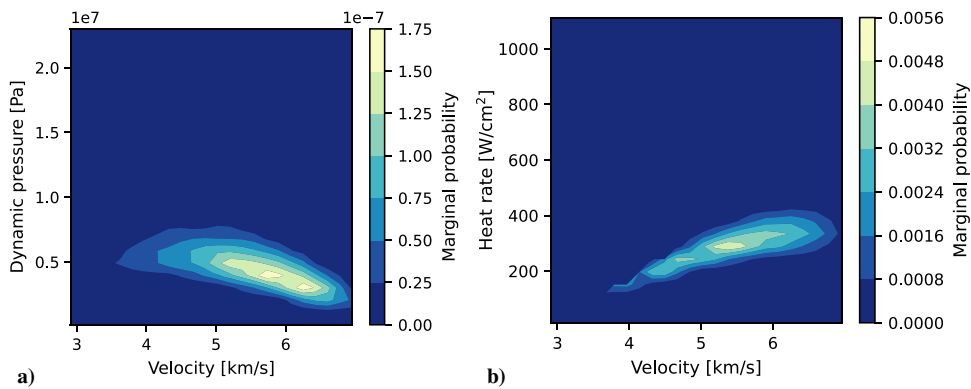 1e7
1e−7
2.0
1.5
1.0
0.5
Dynamic pressure [Pa]
3 4 5 6
Velocity [km/s]
1.75
1.50
1.25
1.00
0.75
0.50
0.25
0.00
Marginal probability
a)
1000
800
600
400
200
Heat rate [W/cm²]
3 4 5 6
Velocity [km/s]
0.0056
0.0048
0.0040
0.0032
0.0024
0.0016
0.0008
0.0000
Marginal probability
b)